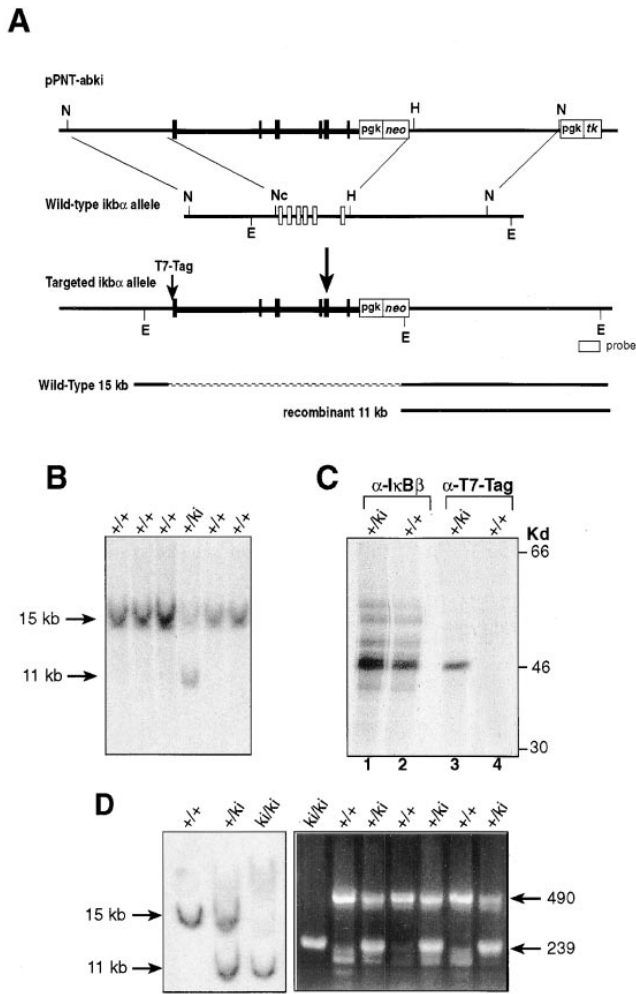 A
pPNT-abki
N
H
N
pgk neo
pgk tk
Wild-type ikbα allele
N
Nc
H
N
E
E
T7-Tag
Targeted ikbα allele
pgk neo
E
E
E
probe
Wild-Type 15 kb
recombinant 11 kb
B
+/+ +/+ +/+ +/ki +/+ +/+
15 kb
11 kb
C
α-IκBβ α-T7-Tag
+/ki +/+ +/ki +/+
Kd
66
46
30
1 2 3 4
D
+/+ +/ki ki/ki
15 kb
11 kb
ki/ki +/+ +/ki +/+ +/ki +/+ +/ki
490
239